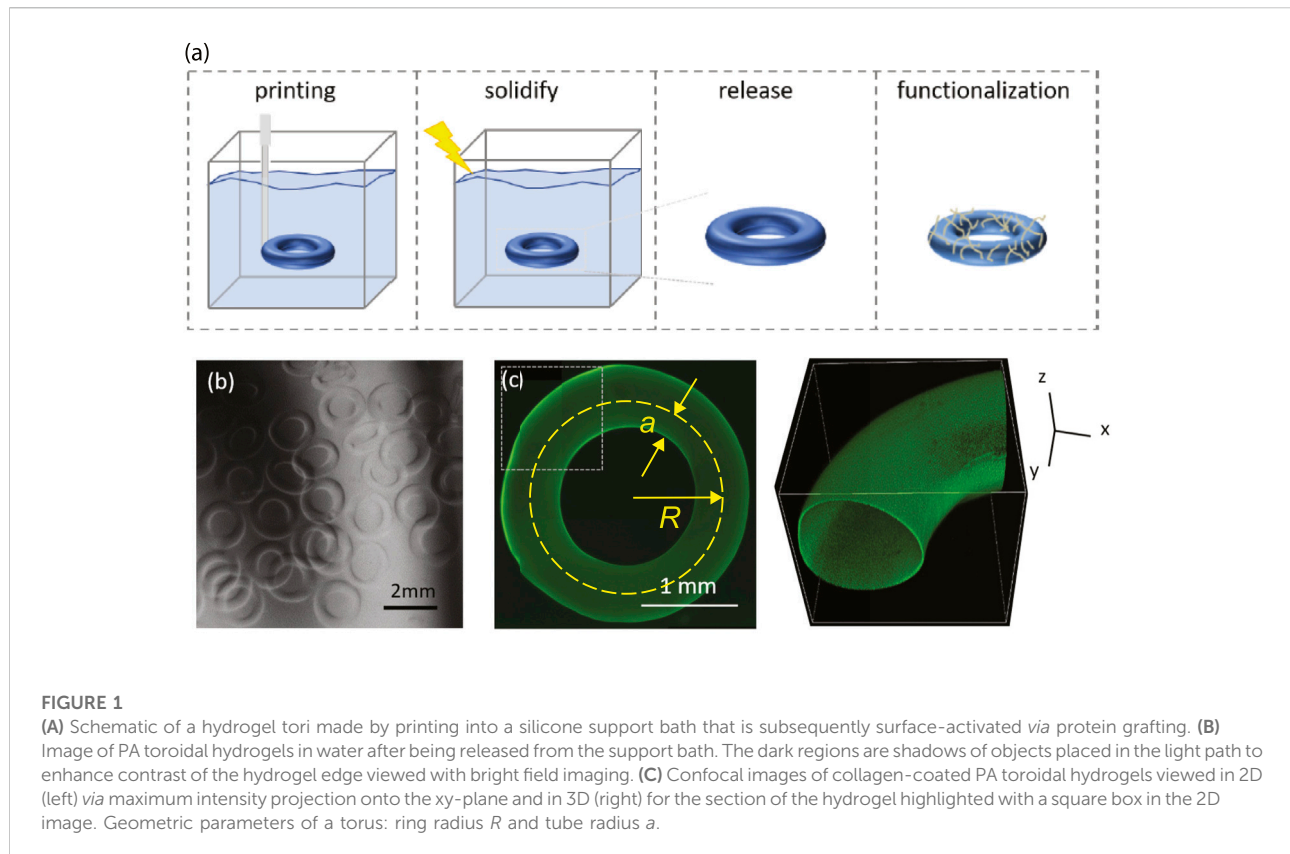 (a)
printing solidify release functionalization
(b)
2mm
(c)
a
R
1 mm
z
x
y
FIGURE 1
(A) Schematic of a hydrogel tori made by printing into a silicone support bath that is subsequently surface-activated via protein grafting. (B)
Image of PA toroidal hydrogels in water after being released from the support bath. The dark regions are shadows of objects placed in the light path to
enhance contrast of the hydrogel edge viewed with bright field imaging. (C) Confocal images of collagen-coated PA toroidal hydrogels viewed in 2D
(left) via maximum intensity projection onto the xy-plane and in 3D (right) for the section of the hydrogel highlighted with a square box in the 2D
image. Geometric parameters of a torus: ring radius R and tube radius a.